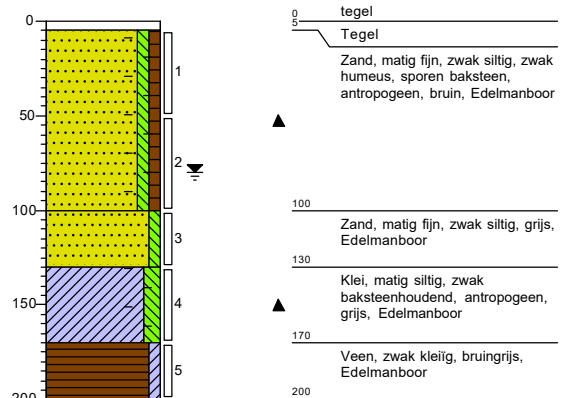 0
50
100
150
200
1
2
3
4
5
0
tegel
5
Tegel
Zand, matig fijn, zwak siltig, zwak
humeus, sporen baksteen,
antropogeen, bruin, Edelmanboor
100
Zand, matig fijn, zwak siltig, grijs,
Edelmanboor
130
Klei, matig siltig, zwak
baksteenhoudend, antropogeen,
grijs, Edelmanboor
170
Veen, zwak kleiïg, bruingrijs,
Edelmanboor
200